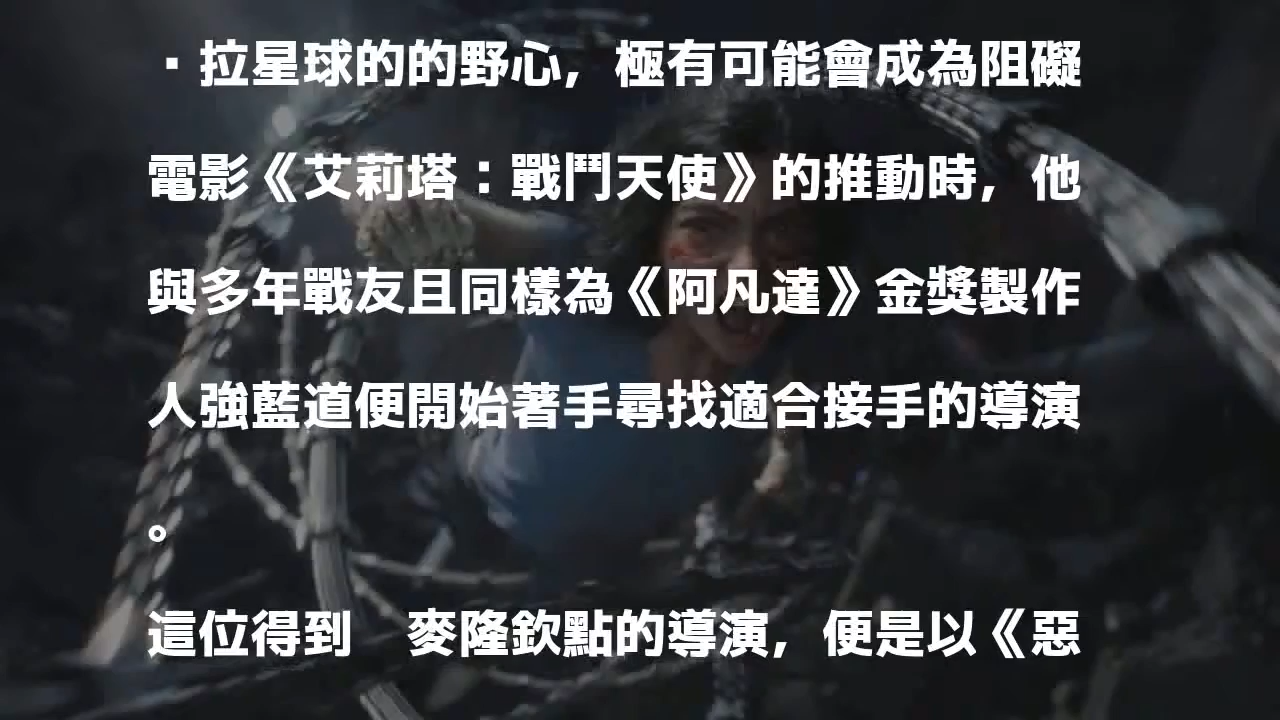 ·拉星球的的野心，極有可能會成為阻礙
電影《艾莉塔：戰鬥天使》的推動時，他
與多年戰友且同樣為《阿凡達》金獎製作
人強藍道便開始著手尋找適合接手的導演
。
這位得到　麥隆欽點的導演，便是以《惡